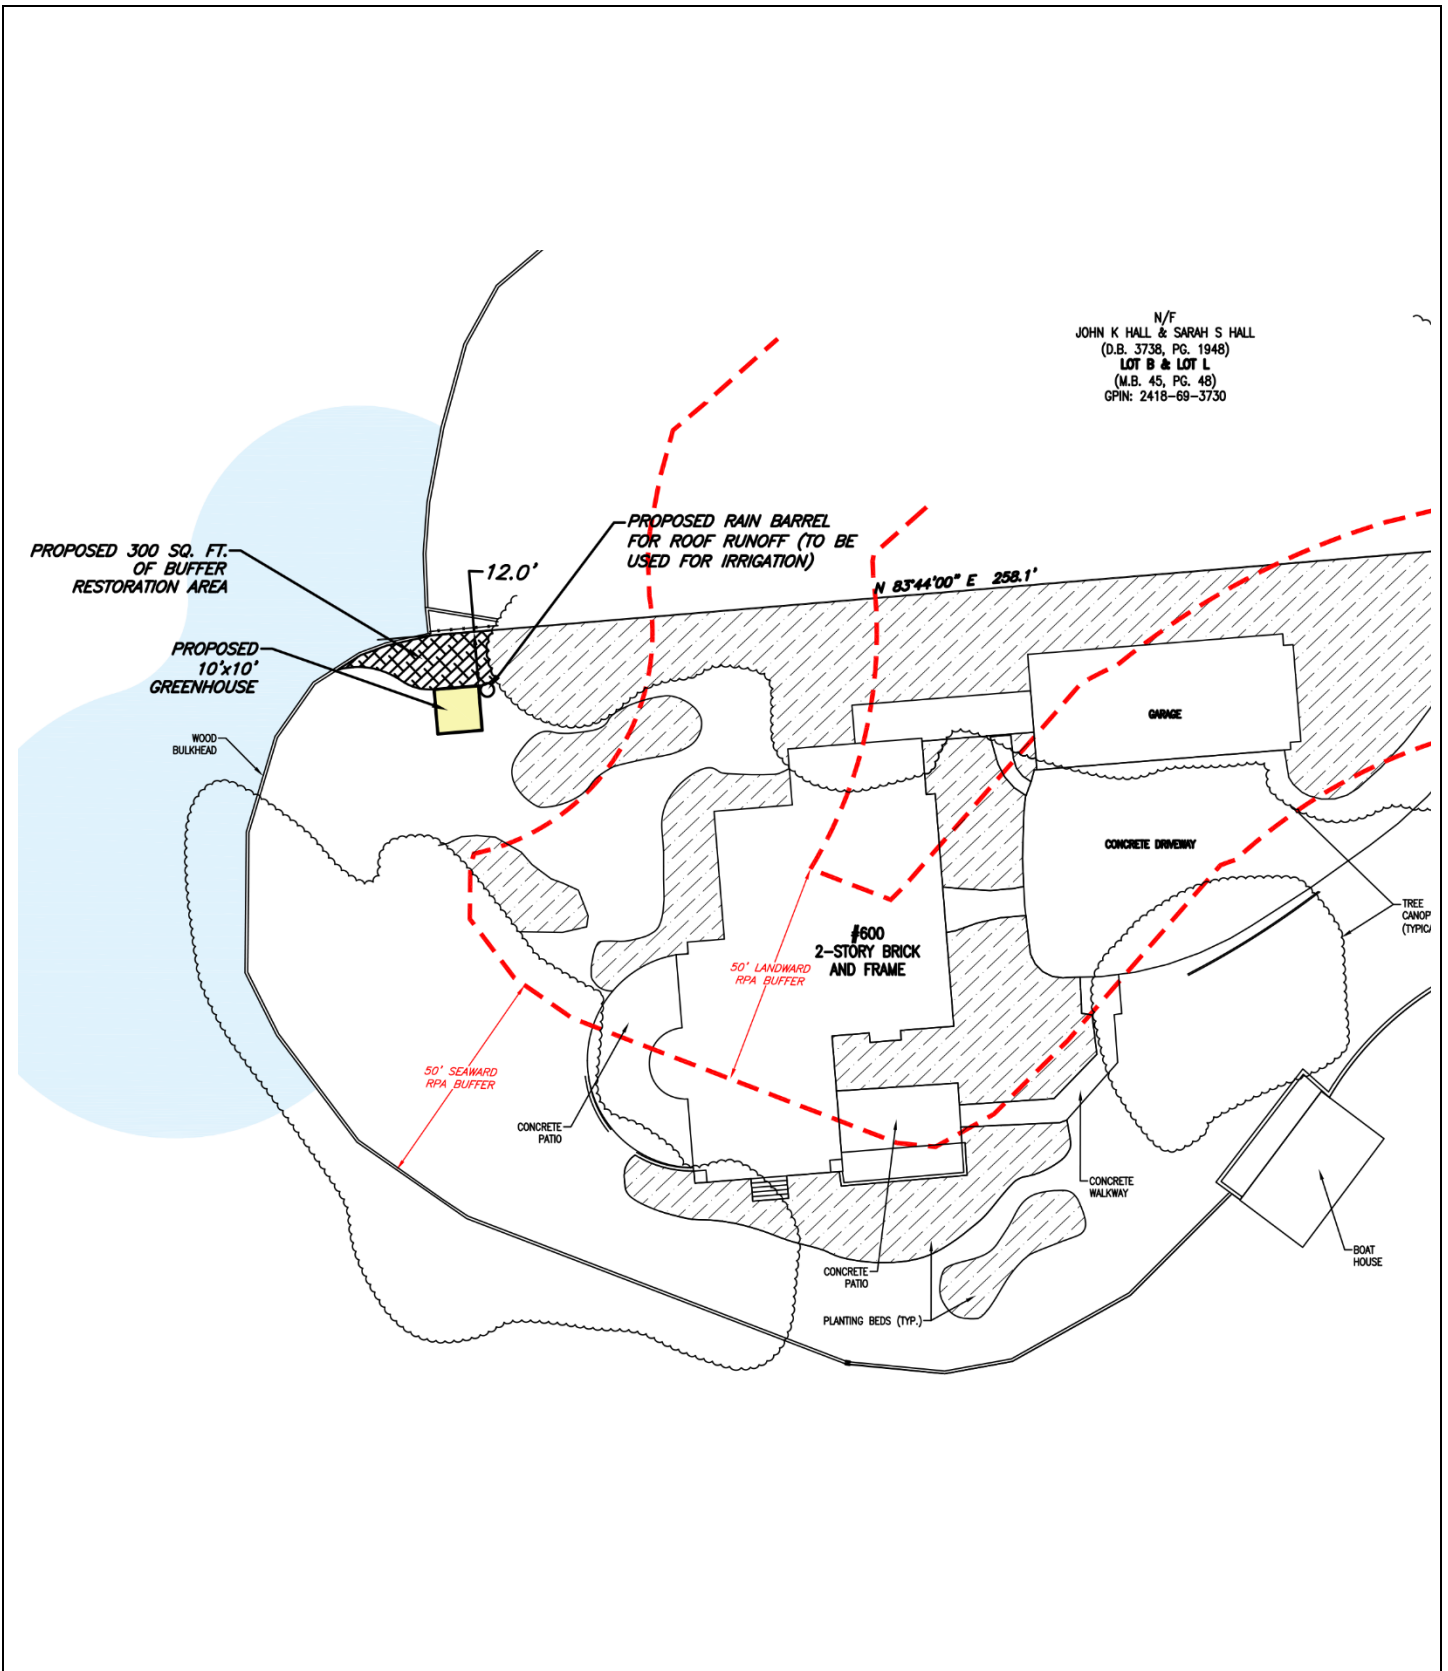 N/F
JOHN K HALL & SARAH S HALL
(D.B. 3738, PG. 1948)
LOT B & LOT L
(M.B. 45, PG. 48)
GPIN: 2418-69-3730
PROPOSED RAIN BARREL
FOR ROOF RUNOFF (TO BE
USED FOR IRRIGATION)
PROPOSED 300 SQ. FT.
OF BUFFER
RESTORATION AREA
12.0'
N 83°44'00" E 258.1'
PROPOSED
10'x10'
GREENHOUSE
WOOD
BULKHEAD
GARAGE
CONCRETE DRIVEWAY
TREE
CANOP
(TYPIC
#600
2-STORY BRICK
AND FRAME
50' LANDWARD
RPA BUFFER
50' SEAWARD
RPA BUFFER
CONCRETE
PATIO
CONCRETE
WALKWAY
BOAT
HOUSE
CONCRETE
PATIO
PLANTING BEDS (TYP.)